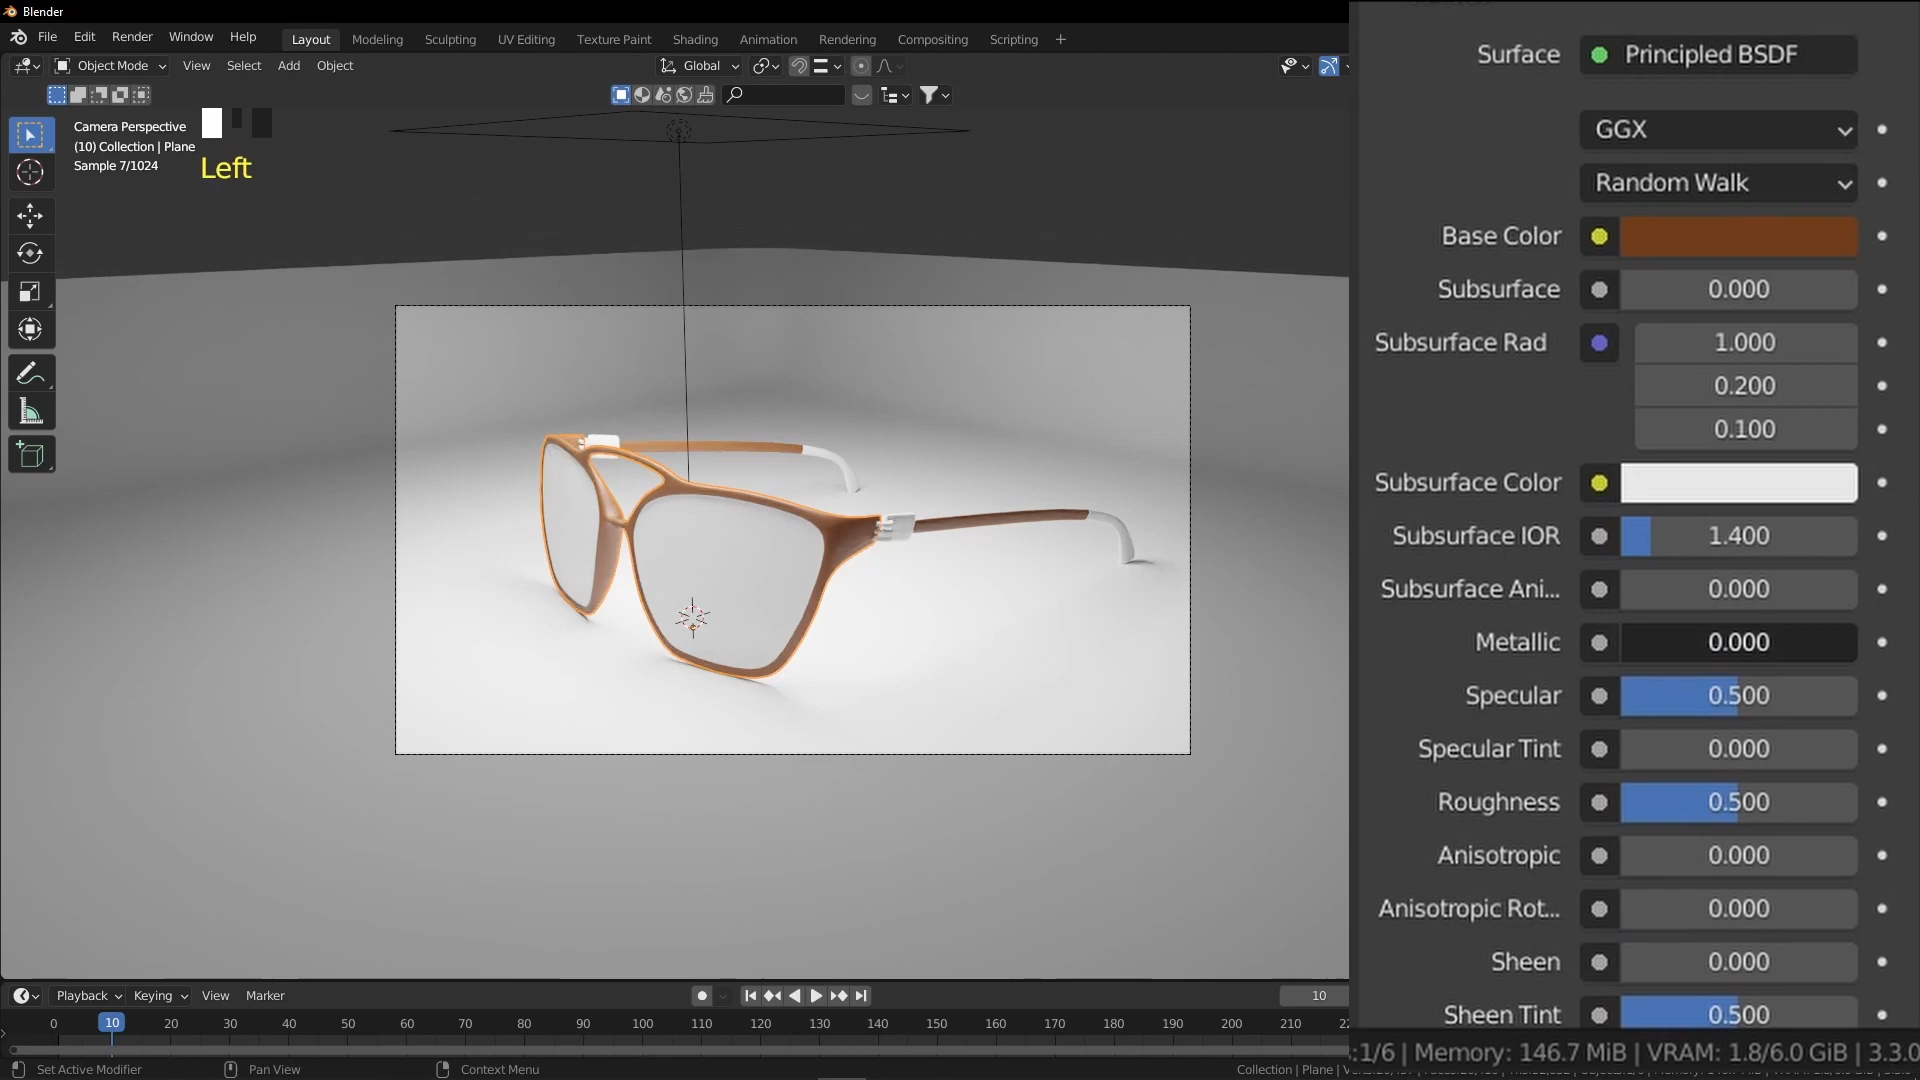 Blender
File Edit Render Window Help Layout Modeling Sculpting UV Editing Texture Paint Shading Animation Rendering Compositing Scripting +
Object Mode View Select Add Object Global
Camera Perspective
(10) Collection | Plane
Sample 7/1024
Left
Surface Principled BSDF
GGX
Random Walk
Base Color
Subsurface 0.000
Subsurface Rad 1.000
0.200
0.100
Subsurface Color
Subsurface IOR 1.400
Subsurface Ani... 0.000
Metallic 0.000
Specular 0.500
Specular Tint 0.000
Roughness 0.500
Anisotropic 0.000
Anisotropic Rot... 0.000
Sheen 0.000
Sheen Tint 0.500
Playback Keying View Marker 10
0 10 20 30 40 50 60 70 80 90 100 110 120 130 140 150 160 170 180 190 200 210
:1/6 | Memory: 146.7 MiB | VRAM: 1.8/6.0 GiB | 3.3.0
Set Active Modifier Pan View Context Menu Collection | Plane |